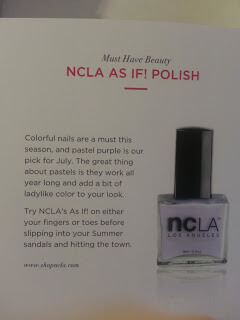 Must Have Beauty
NCLA AS IF! POLISH
Colorful nails are a must this
season, and pastel purple is our
pick for July. The great thing
about pastels is they work all
year long and add a bit of
ladylike color to your look.
Try NCLA's As If! on either
your fingers or toes before
slipping into your Summer
sandals and hitting the town.
www.shopncla.com
ncLA
LOS ANGELES